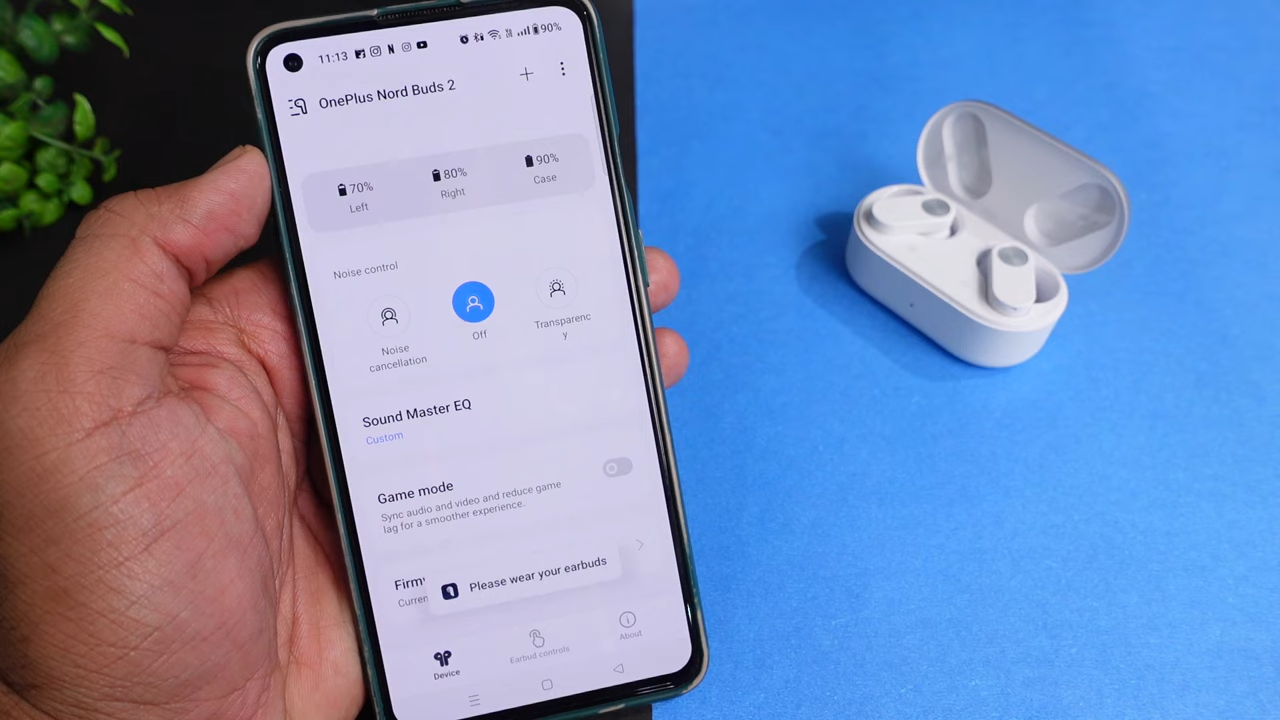 11:13
90%
OnePlus Nord Buds 2
70%
Left
80%
Right
90%
Case
Noise control
Noise
cancellation
Off
Transparenc
y
Sound Master EQ
Custom
Game mode
Sync audio and video and reduce game
lag for a smoother experience.
Firm
Curren
Please wear your earbuds
Device
Earbud controls
About